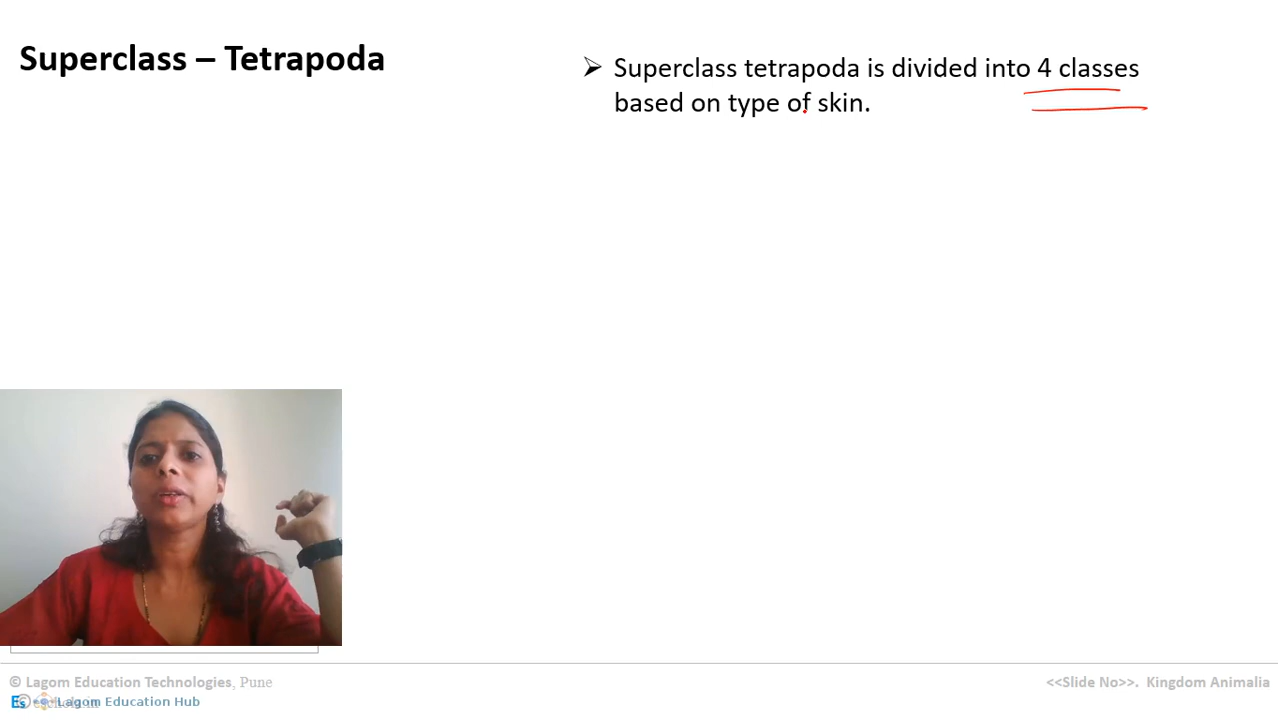 Superclass – Tetrapoda
➢ Superclass tetrapoda is divided into 4 classes
based on type of skin.
© Lagom Education Technologies, Pune
<<Slide No>>. Kingdom Animalia
Lagom Education Hub